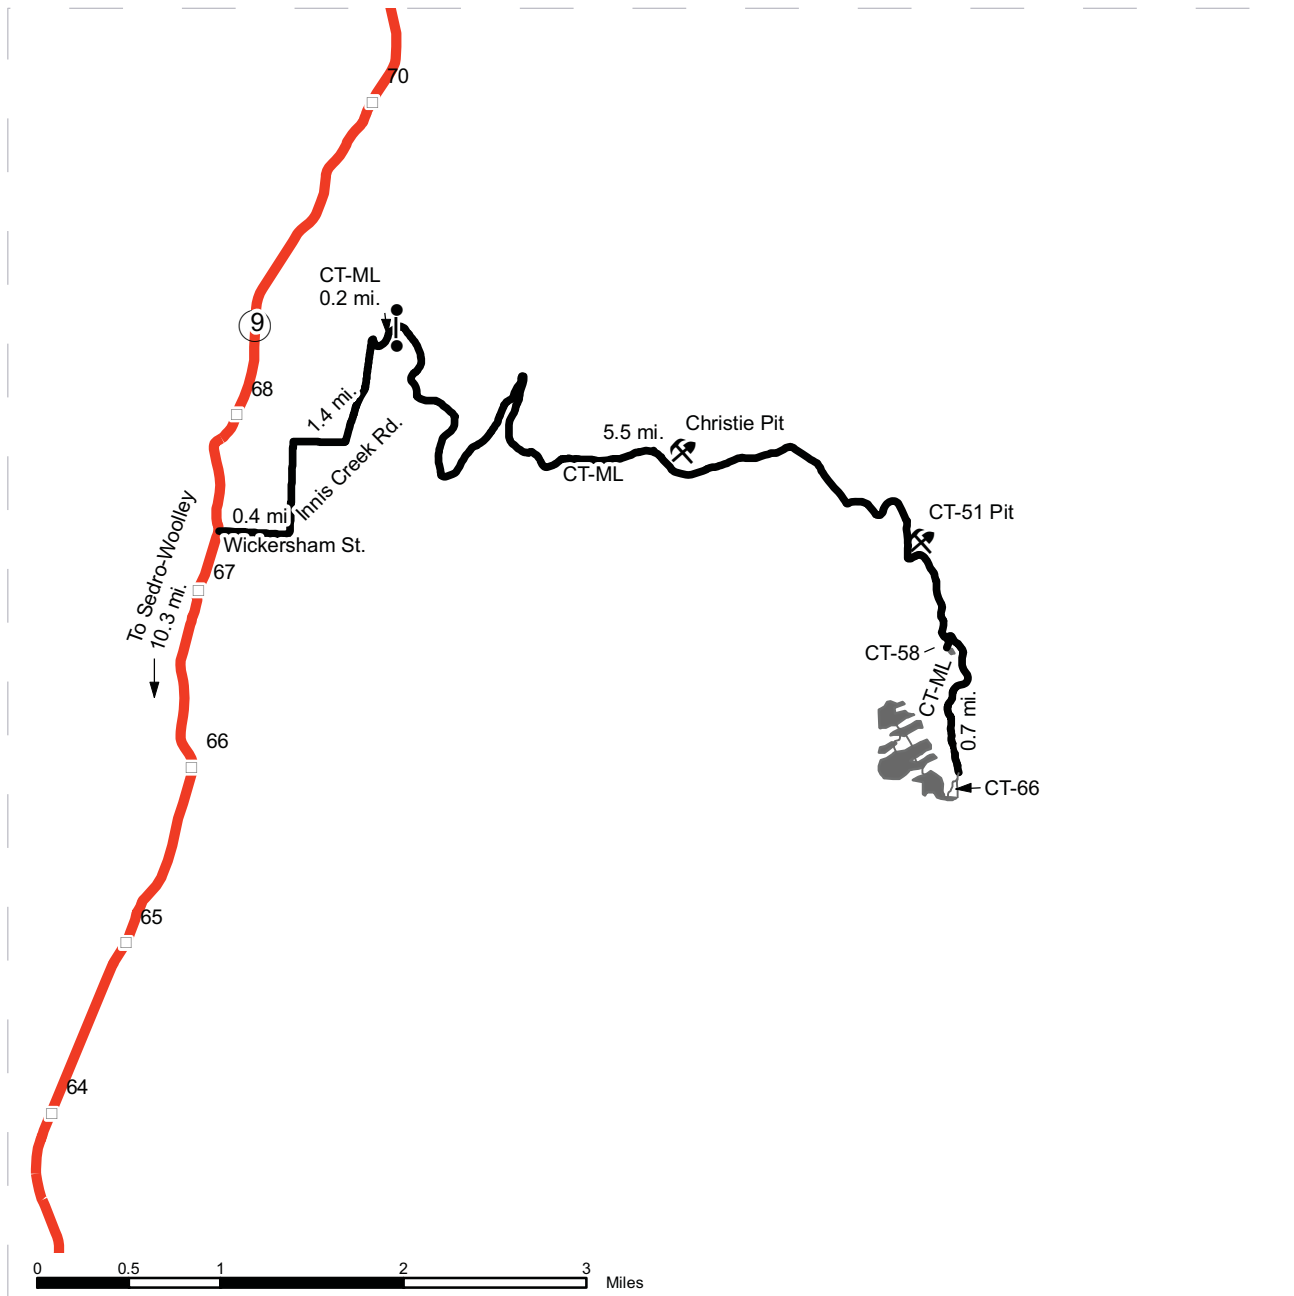 70
CT-ML
0.2 mi.
9
68
1.4 mi.
Innis Creek Rd.
5.5 mi.
Christie Pit
CT-ML
0.4 mi
Wickersham St.
CT-51 Pit
To Sedro-Woolley
10.3 mi.
67
CT-58
CT-ML
0.7 mi.
66
CT-66
65
64
0 0.5 1 2 3 Miles